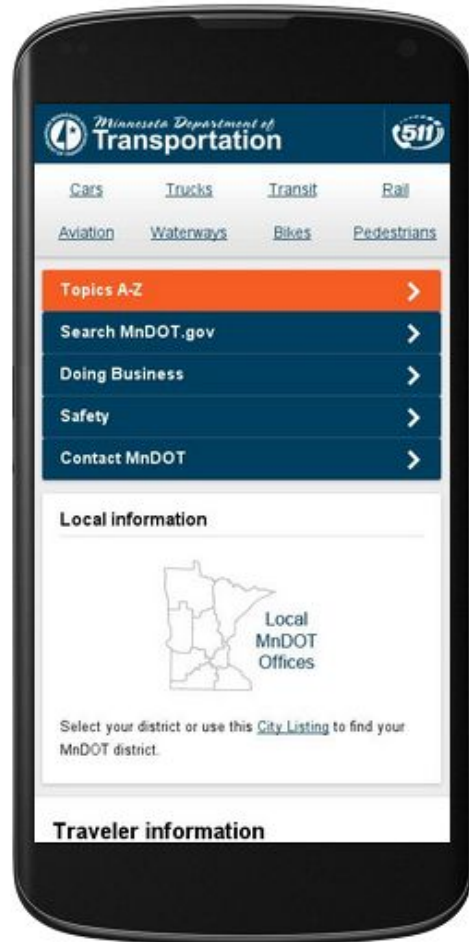 Minnesota Department of
Transportation
511
Cars Trucks Transit Rail
Aviation Waterways Bikes Pedestrians
Topics A-Z
Search MnDOT.gov
Doing Business
Safety
Contact MnDOT
Local information
Local
MnDOT
Offices
Select your district or use this City Listing to find your
MnDOT district.
Traveler information